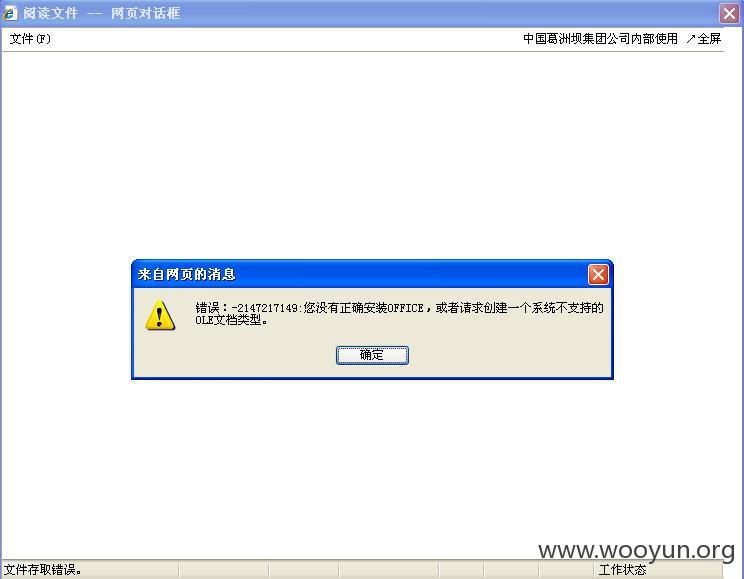 阅读文件 -- 网页对话框
文件(F)
中国葛洲坝集团公司内部使用 ↗全屏
来自网页的消息
错误：-2147217149:您没有正确安装OFFICE，或者请求创建一个系统不支持的
OLE文档类型。
确定
www.wooyun.org
文件存取错误。
工作状态